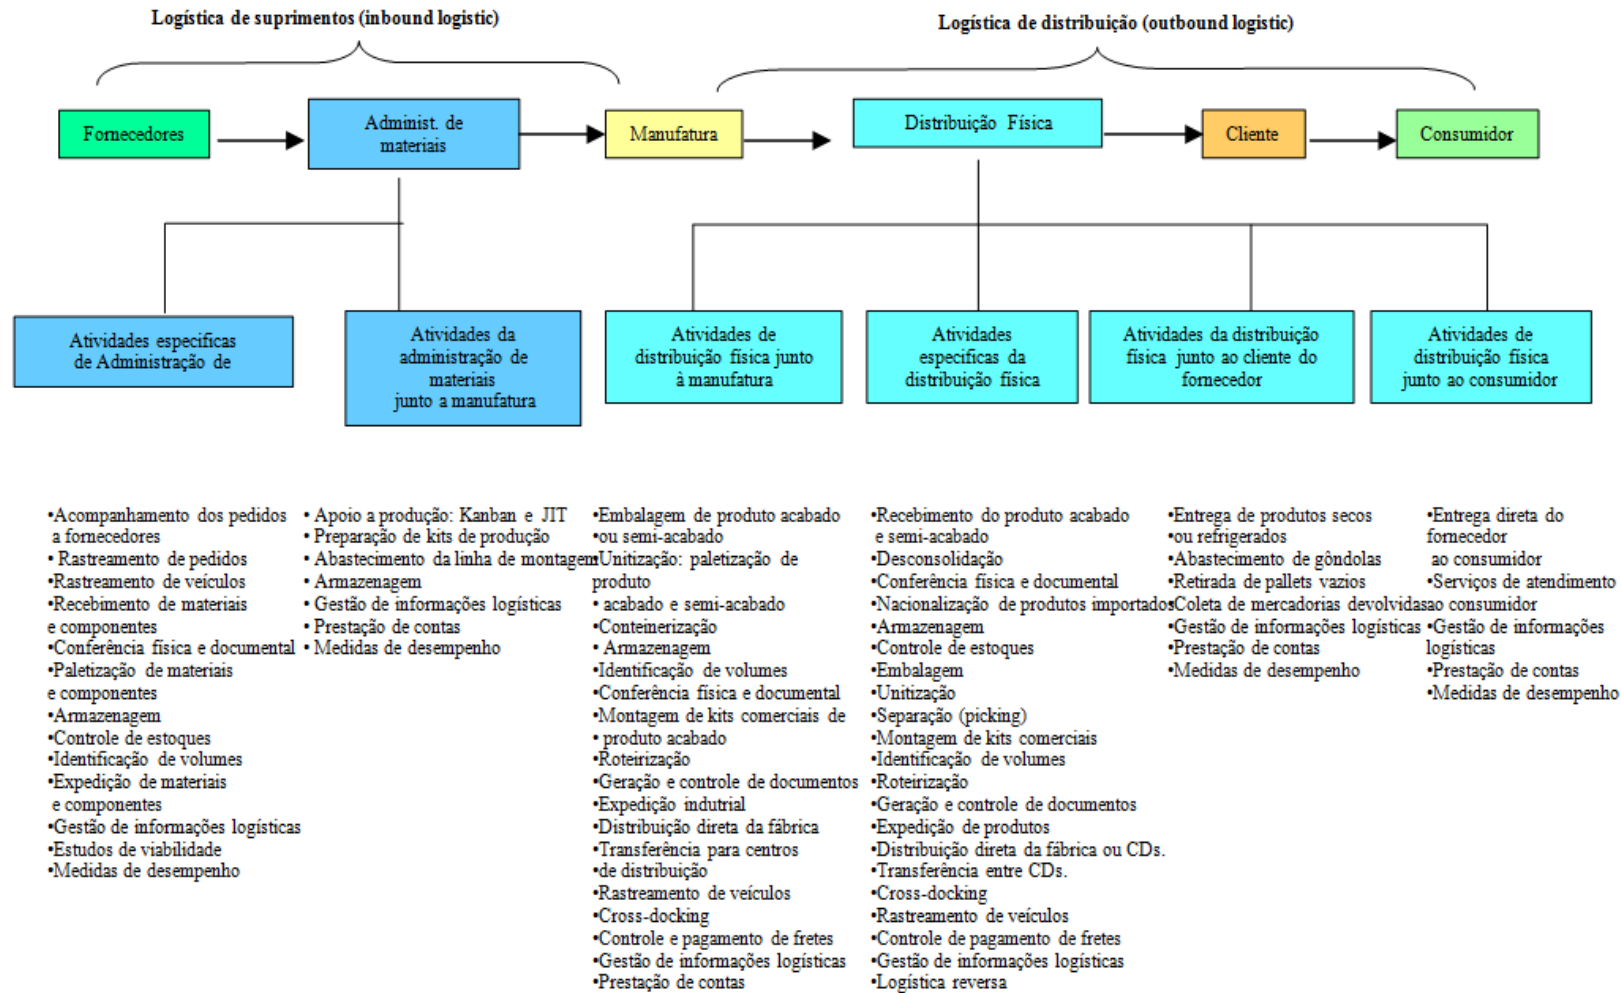 Logística de suprimentos (inbound logistic)
Logística de distribuição (outbound logistic)
Fornecedores
Administ. de
materiais
Manufatura
Distribuição Física
Cliente
Consumidor
Atividades especificas
de Administração de
Atividades da
administração de
materiais
junto a manufatura
Atividades de
distribuição física junto
à manufatura
Atividades
especificas da
distribuição física
Atividades da distribuição
física junto ao cliente do
fornecedor
Atividades de
distribuição física
junto ao consumidor
•Acompanhamento dos pedidos
a fornecedores
• Rastreamento de pedidos
•Rastreamento de veículos
•Recebimento de materiais
e componentes
•Conferência física e documental
•Paletização de materiais
e componentes
•Armazenagem
•Controle de estoques
•Identificação de volumes
•Expedição de materiais
e componentes
•Gestão de informações logísticas
•Estudos de viabilidade
•Medidas de desempenho
• Apoio a produção: Kanban e JIT
• Preparação de kits de produção
• Abastecimento da linha de montagem
• Armazenagem
• Gestão de informações logísticas
• Prestação de contas
• Medidas de desempenho
•Embalagem de produto acabado
•ou semi-acabado
•Unitização: paletização de
produto
• acabado e semi-acabado
•Conteinerização
• Armazenagem
•Identificação de volumes
•Conferência física e documental
•Montagem de kits comerciais de
• produto acabado
•Roteirização
•Geração e controle de documentos
•Expedição indutrial
•Distribuição direta da fábrica
•Transferência para centros
•de distribuição
•Rastreamento de veículos
•Cross-docking
•Controle e pagamento de fretes
•Gestão de informações logísticas
•Prestação de contas
•Recebimento do produto acabado
e semi-acabado
•Desconsolidação
•Conferência física e documental
•Nacionalização de produtos importados
•Armazenagem
•Controle de estoques
•Embalagem
•Unitização
•Separação (picking)
•Montagem de kits comerciais
•Identificação de volumes
•Roteirização
•Geração e controle de documentos
•Expedição de produtos
•Distribuição direta da fábrica ou CDs.
•Transferência entre CDs.
•Cross-docking
•Rastreamento de veículos
•Controle de pagamento de fretes
•Gestão de informações logísticas
•Logística reversa
•Entrega de produtos secos
•ou refrigerados
•Abastecimento de gôndolas
•Retirada de pallets vazios
•Coleta de mercadorias devolvidas
•Gestão de informações logísticas
•Prestação de contas
•Medidas de desempenho
•Entrega direta do
fornecedor
ao consumidor
•Serviços de atendimento
ao consumidor
•Gestão de informações
logísticas
•Prestação de contas
•Medidas de desempenho